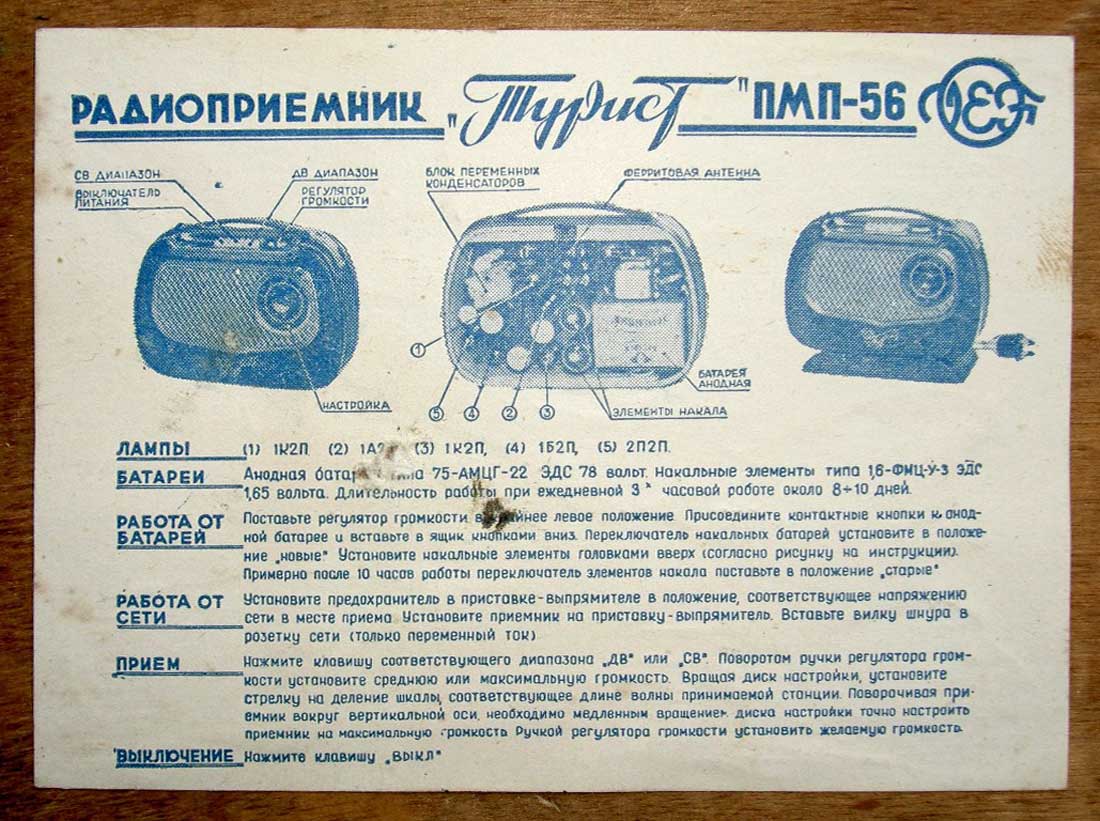 РАДИОПРИЕМНИК „Турист" ПМП-56 VEF
СВ ДИАПАЗОН
ВЫКЛЮЧАТЕЛЬ
ПИТАНИЯ
ДВ ДИАПАЗОН
РЕГУЛЯТОР
ГРОМКОСТИ
БЛОК ПЕРЕМЕННЫХ
КОНДЕНСАТОРОВ
ФЕРРИТОВАЯ АНТЕННА
1
НАСТРОЙКА
5 4 2 3
ЭЛЕМЕНТЫ НАКАЛА
БАТАРЕЯ
АНОДНАЯ
ЛАМПЫ (1) 1К2П, (2) 1А2 (3) 1К2П, (4) 1Б2П, (5) 2П2П.
БАТАРЕИ Анодная 75-АМЦГ-22 ЭДС 78 вольт. Накальные элементы типа 1,6-ФМЦ-У-3 ЭДС
1,65 вольта. Длительность работы при ежедневной 3х часовой работе около 8÷10 дней.
РАБОТА ОТ
БАТАРЕЙ
Поставьте регулятор громкости в левое положение. Присоедините контактные кнопки к анод-
ной батарее и вставьте в ящик кнопками вниз. Переключатель накальных батарей установите в положе-
ние „новые" Установите накальные элементы головками вверх (согласно рисунку на инструкции).
Примерно после 10 часов работы переключатель элементов накала поставьте в положение „старые"
РАБОТА ОТ
СЕТИ
Установите предохранитель в приставке-выпрямителе в положение, соответствующее напряжению
сети в месте приема Установите приемник на приставку-выпрямитель. Вставьте вилку шнура в
розетку сети (только переменный ток)
ПРИЕМ Нажмите клавишу соответствующего диапазона „ДВ" или „СВ". Поворотом ручки регулятора гром-
кости установите среднюю или максимальную громкость. Вращая диск настройки, установите
стрелку на деление шкалы, соответствующее длине волны принимаемой станции. Поворачивая при-
емник вокруг вертикальной оси, необходимо медленным вращением диска настройки точно настроить
приемник на максимальную громкость Ручкой регулятора громкости установить желаемую громкость.
ВЫКЛЮЧЕНИЕ Нажмите клавишу „ВЫКЛ"